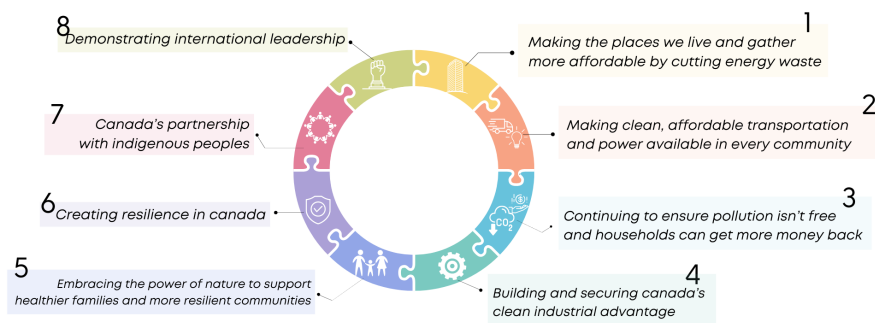 1
Making the places we live and gather
more affordable by cutting energy waste
2
Making clean, affordable transportation
and power available in every community
3
Continuing to ensure pollution isn't free
and households can get more money back
4
Building and securing canada's
clean industrial advantage
5
Embracing the power of nature to support
healthier families and more resilient communities
6
Creating resilience in canada
7
Canada's partnership
with indigenous peoples
8
Demonstrating international leadership
$
CO2